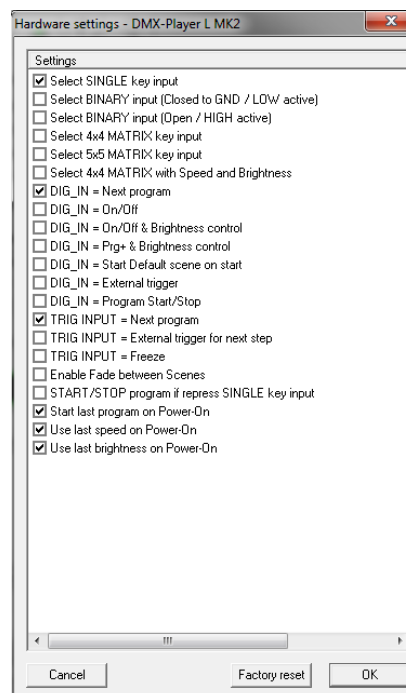 Hardware settings - DMX-Player L MK2
Settings
Select SINGLE key input
Select BINARY input (Closed to GND / LOW active)
Select BINARY input (Open / HIGH active)
Select 4x4 MATRIX key input
Select 5x5 MATRIX key input
Select 4x4 MATRIX with Speed and Brightness
DIG_IN = Next program
DIG_IN = On/Off
DIG_IN = On/Off & Brightness control
DIG_IN = Prg+ & Brightness control
DIG_IN = Start Default scene on start
DIG_IN = External trigger
DIG_IN = Program Start/Stop
TRIG INPUT = Next program
TRIG INPUT = External trigger for next step
TRIG INPUT = Freeze
Enable Fade between Scenes
START/STOP program if repress SINGLE key input
Start last program on Power-On
Use last speed on Power-On
Use last brightness on Power-On
Cancel Factory reset OK